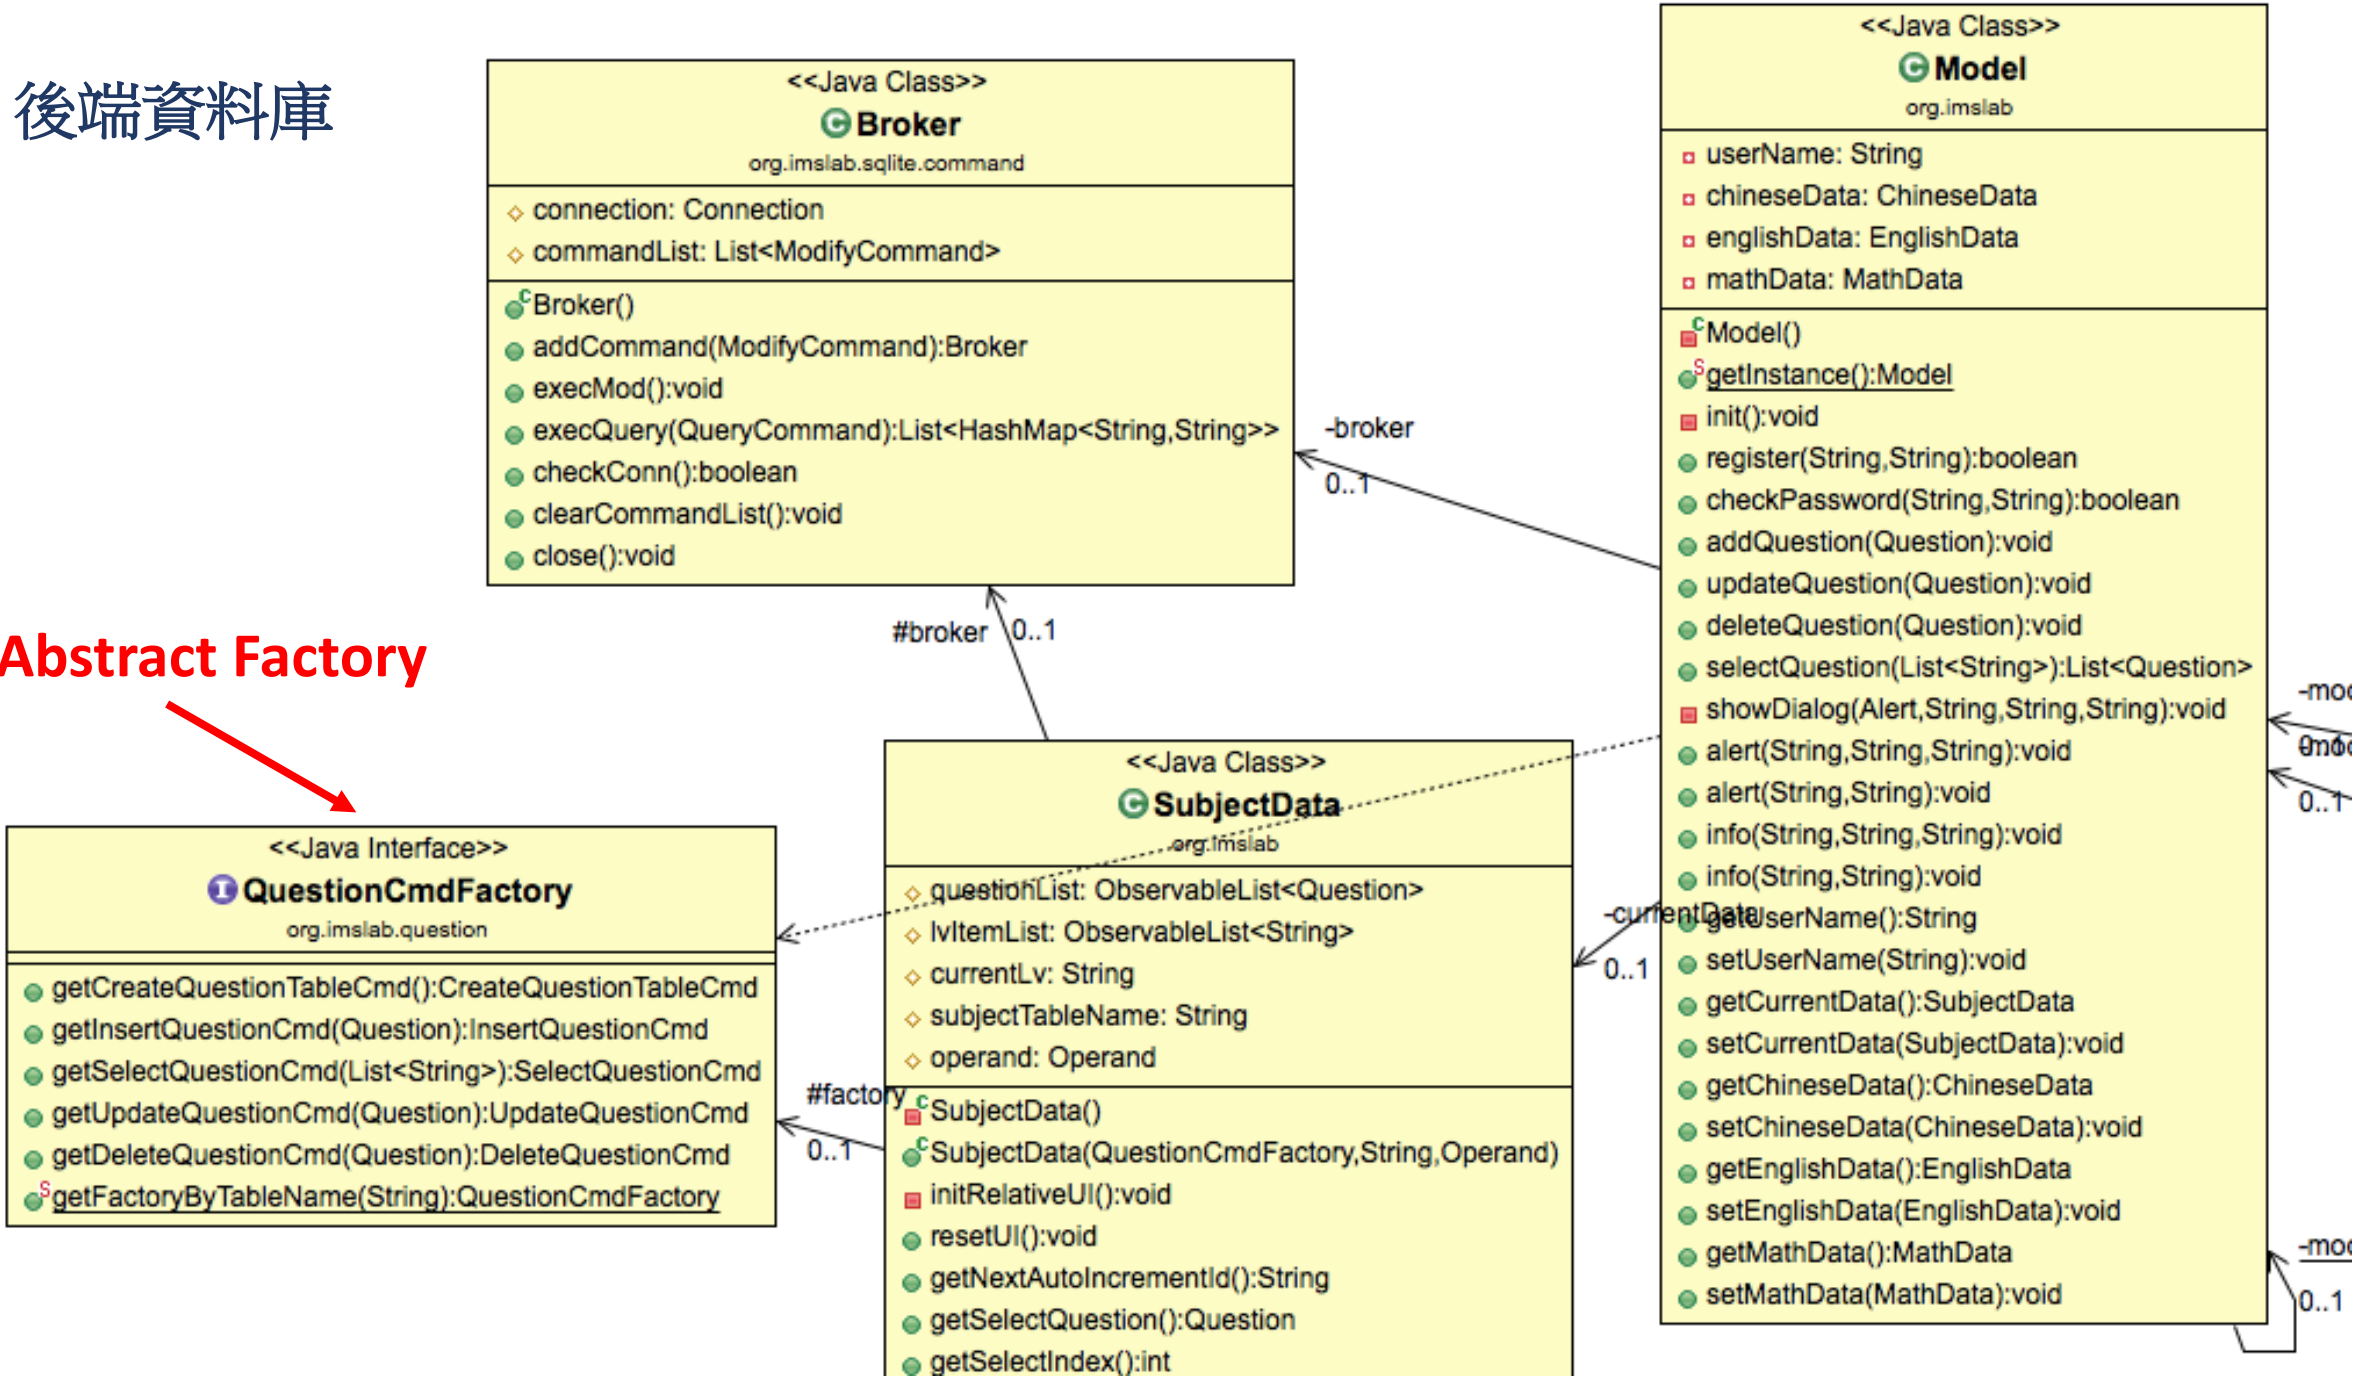 後端資料庫
<<Java Class>>
Broker
org.imslab.sqlite.command
connection: Connection
commandList: List<ModifyCommand>
Broker()
addCommand(ModifyCommand):Broker
execMod():void
execQuery(QueryCommand):List<HashMap<String,String>>
checkConn():boolean
clearCommandList():void
close():void
-broker
0..1
#broker
0..1
Abstract Factory
<<Java Interface>>
QuestionCmdFactory
org.imslab.question
getCreateQuestionTableCmd():CreateQuestionTableCmd
getInsertQuestionCmd(Question):InsertQuestionCmd
getSelectQuestionCmd(List<String>):SelectQuestionCmd
getUpdateQuestionCmd(Question):UpdateQuestionCmd
getDeleteQuestionCmd(Question):DeleteQuestionCmd
getFactoryByTableName(String):QuestionCmdFactory
#factory
0..1
<<Java Class>>
SubjectData
org.imslab
questionList: ObservableList<Question>
lvItemList: ObservableList<String>
currentLv: String
subjectTableName: String
operand: Operand
SubjectData()
SubjectData(QuestionCmdFactory,String,Operand)
initRelativeUI():void
resetUI():void
getNextAutoIncrementId():String
getSelectQuestion():Question
getSelectIndex():int
-currentData
0..1
<<Java Class>>
Model
org.imslab
userName: String
chineseData: ChineseData
englishData: EnglishData
mathData: MathData
Model()
getInstance():Model
init():void
register(String,String):boolean
checkPassword(String,String):boolean
addQuestion(Question):void
updateQuestion(Question):void
deleteQuestion(Question):void
selectQuestion(List<String>):List<Question>
showDialog(Alert,String,String,String):void
alert(String,String,String):void
alert(String,String):void
info(String,String,String):void
info(String,String):void
getUserName():String
setUserName(String):void
getCurrentData():SubjectData
setCurrentData(SubjectData):void
getChineseData():ChineseData
setChineseData(ChineseData):void
getEnglishData():EnglishData
setEnglishData(EnglishData):void
getMathData():MathData
setMathData(MathData):void
0..1
0..1